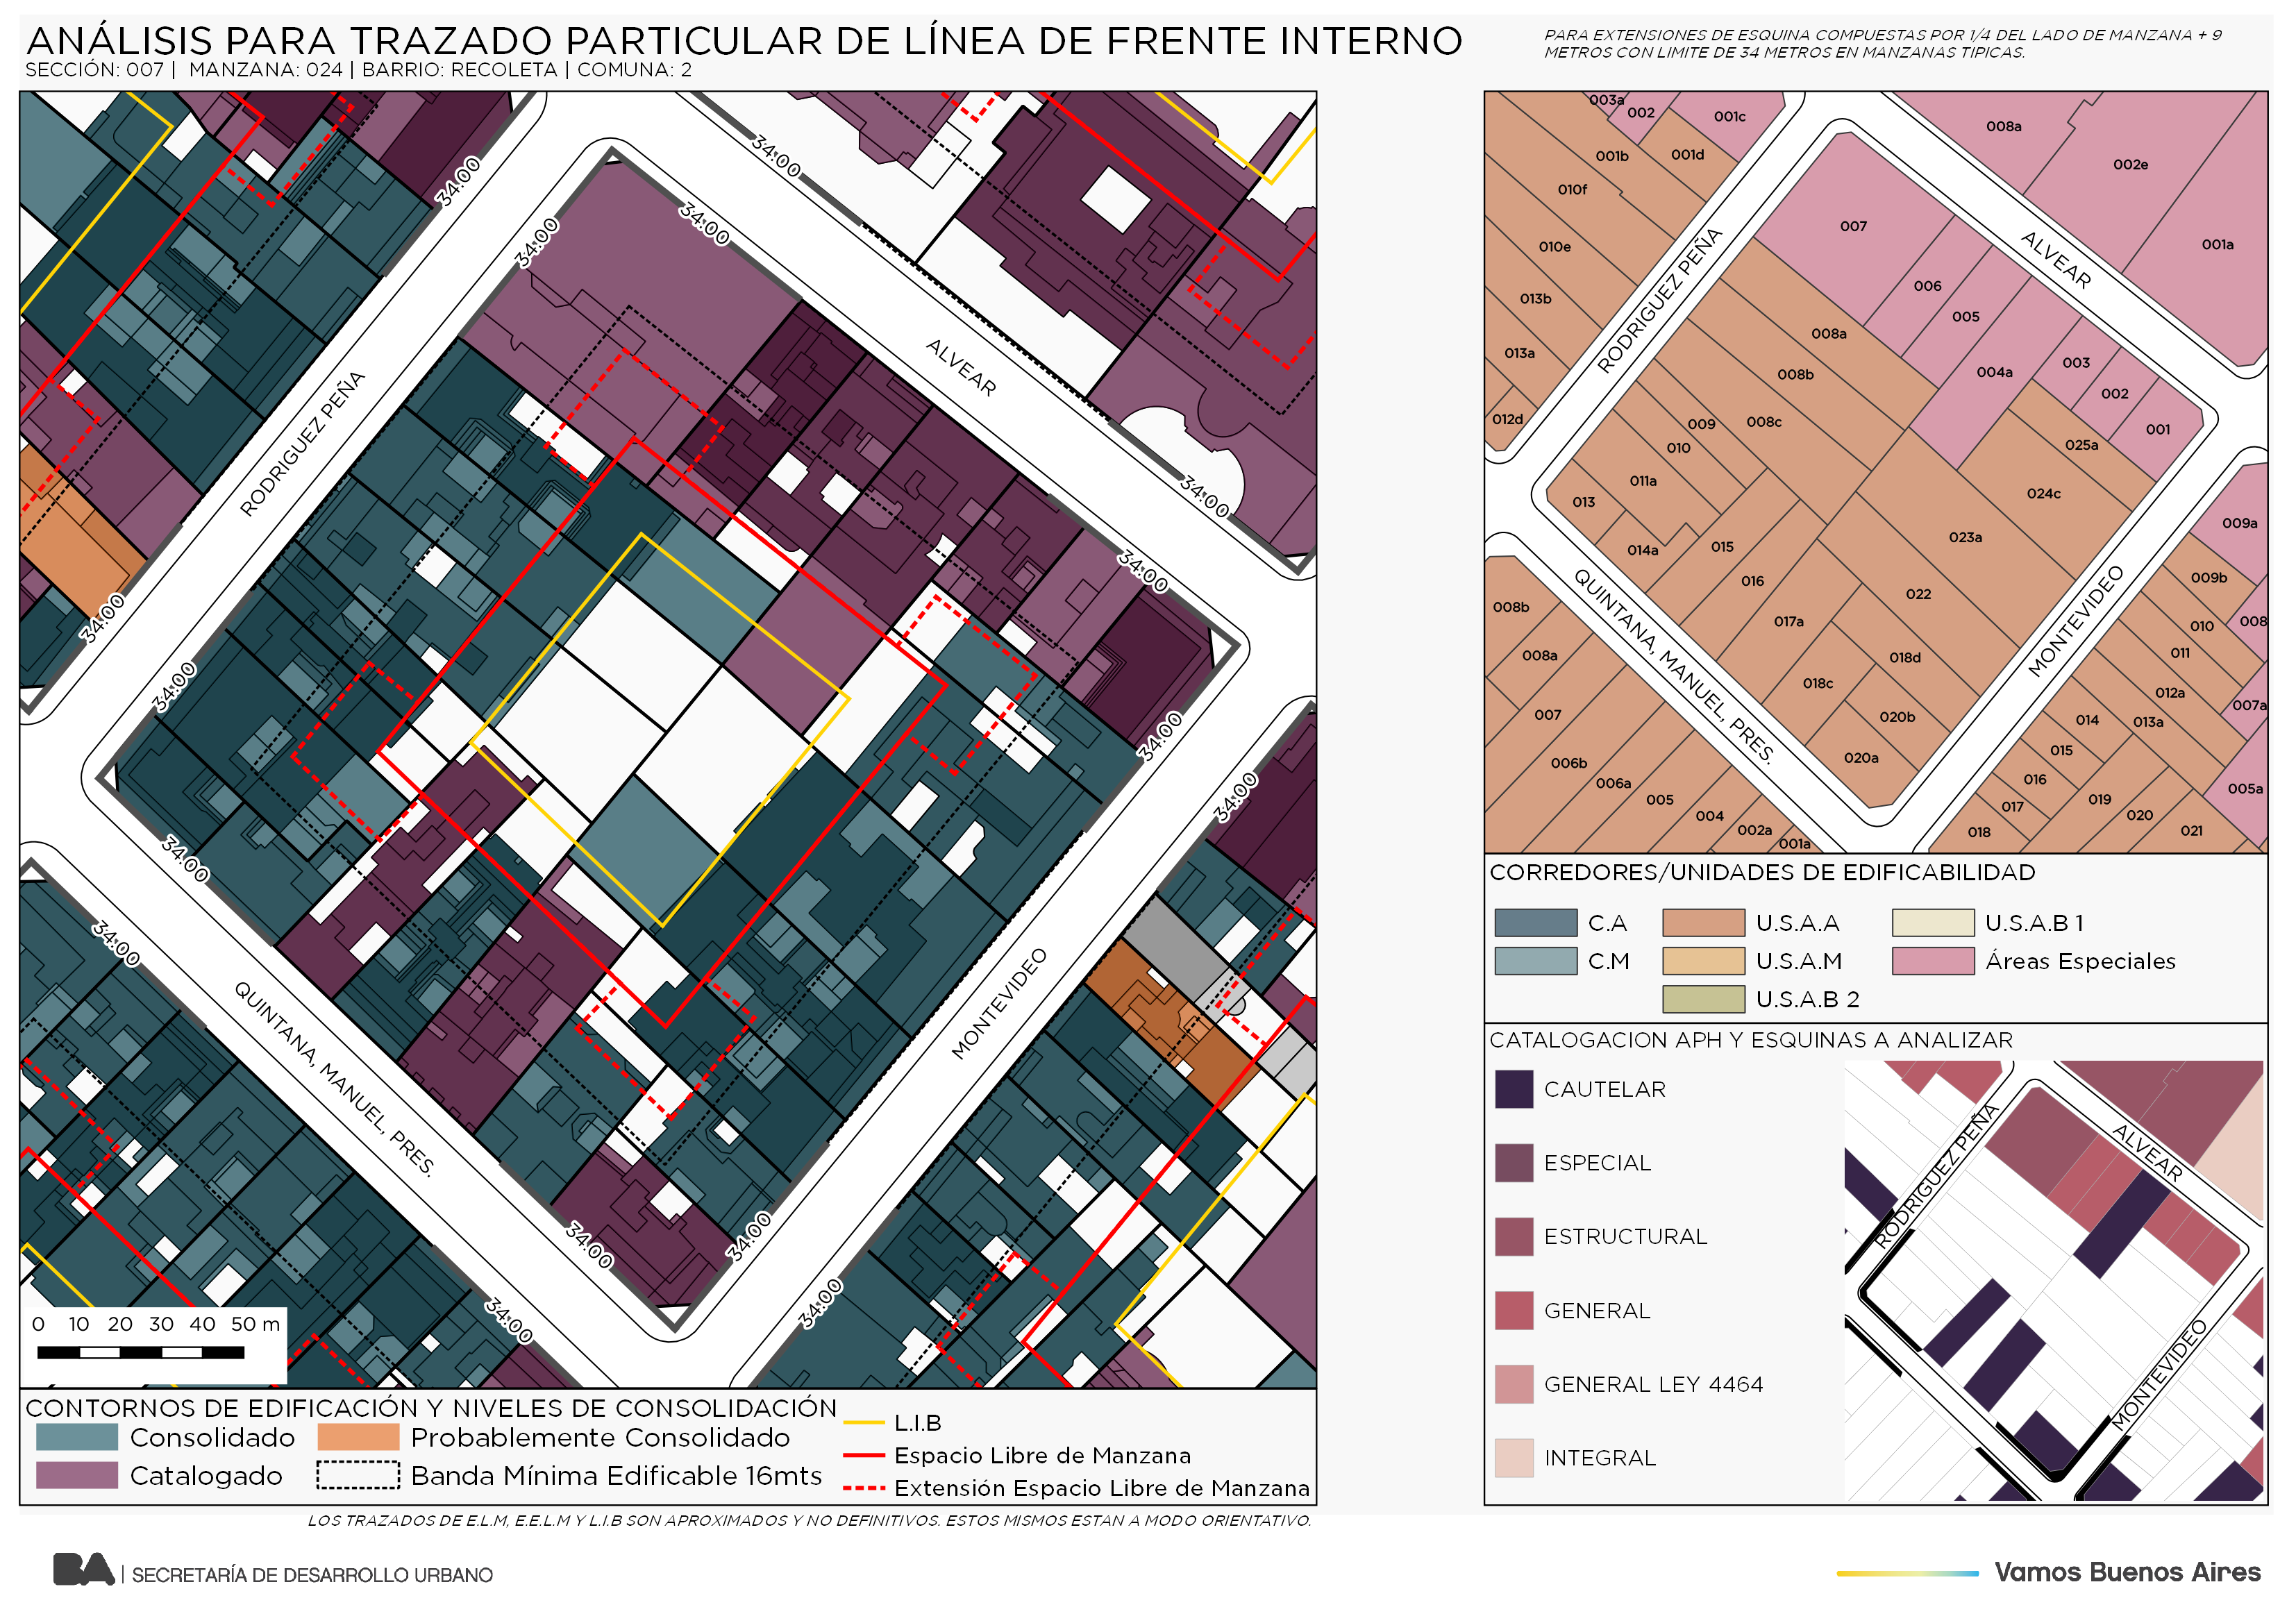 ANÁLISIS PARA TRAZADO PARTICULAR DE LÍNEA DE FRENTE INTERNO
SECCIÓN: 007 | MANZANA: 024 | BARRIO: RECOLETA | COMUNA: 2
PARA EXTENSIONES DE ESQUINA COMPUESTAS POR 1/4 DEL LADO DE MANZANA + 9
METROS CON LIMITE DE 34 METROS EN MANZANAS TIPICAS.
34:00
34:00
34:00
34:00
ALVEAR
RODRIGUEZ PEÑA
34:00
34:00
34:00
34:00
34:00
34:00
34:00
34:00
MONTEVIDEO
QUINTANA, MANUEL, PRES.
34:00
34:00
34:00
34:00
0 10 20 30 40 50 m
CONTORNOS DE EDIFICACIÓN Y NIVELES DE CONSOLIDACIÓN
Consolidado
Probablemente Consolidado
Catalogado
Banda Mínima Edificable 16mts
L.I.B
Espacio Libre de Manzana
Extensión Espacio Libre de Manzana
LOS TRAZADOS DE E.L.M, E.E.L.M Y L.I.B SON APROXIMADOS Y NO DEFINITIVOS. ESTOS MISMOS ESTAN A MODO ORIENTATIVO.
003a
002
001c
008a
001b
001d
002e
010f
007
ALVEAR
001a
010e
RODRIGUEZ PEÑA
006
013b
005
008a
013a
003
004a
008b
002
012d
009
008c
001
010
025a
011a
024c
013
009a
023a
014a
015
QUINTANA, MANUEL, PRES.
016
MONTEVIDEO
009b
008b
022
017a
008
010
008a
018d
011
018c
012a
007a
007
020b
014
013a
015
020a
006b
016
006a
005a
005
019
017
004
020
002a
018
021
001a
CORREDORES/UNIDADES DE EDIFICABILIDAD
C.A
U.S.A.A
U.S.A.B 1
C.M
U.S.A.M
Áreas Especiales
U.S.A.B 2
CATALOGACION APH Y ESQUINAS A ANALIZAR
CAUTELAR
ESPECIAL
ESTRUCTURAL
GENERAL
GENERAL LEY 4464
INTEGRAL
RODRIGUEZ PEÑA
ALVEAR
MONTEVIDEO
BA | SECRETARÍA DE DESARROLLO URBANO
Vamos Buenos Aires